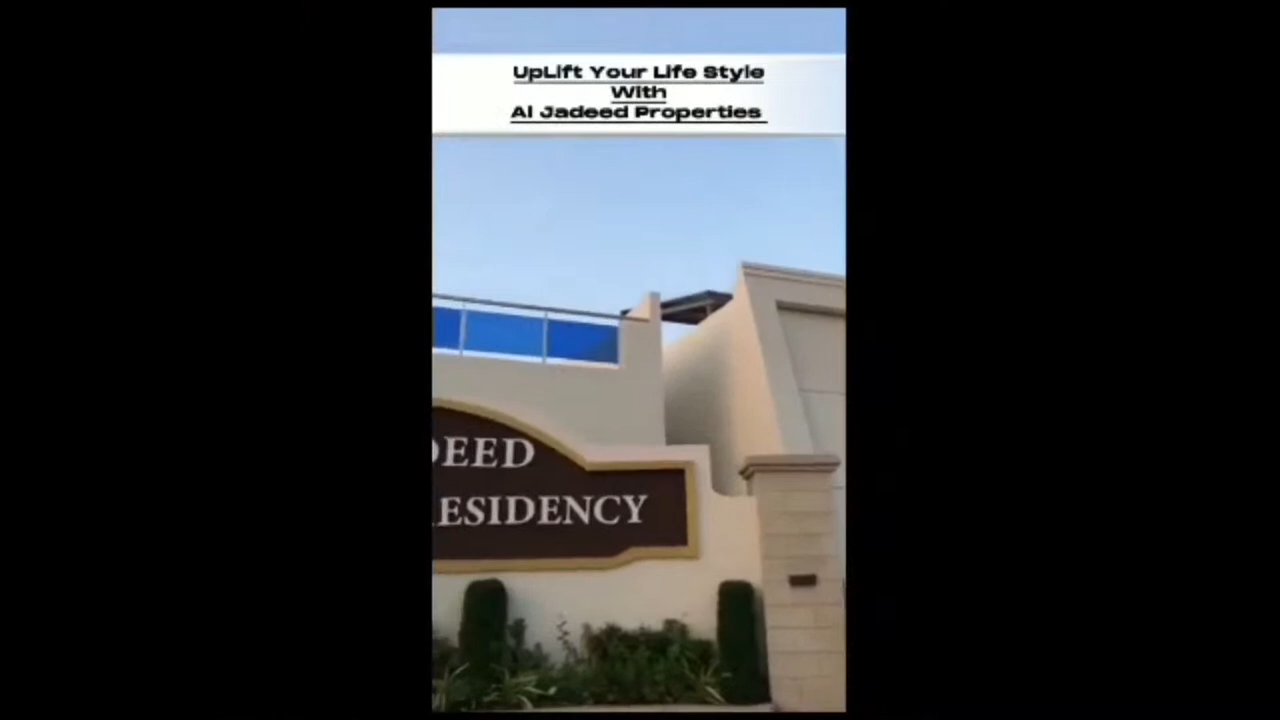 UpLift Your Life Style
With
Al Jadeed Properties
DEED
ESIDENCY